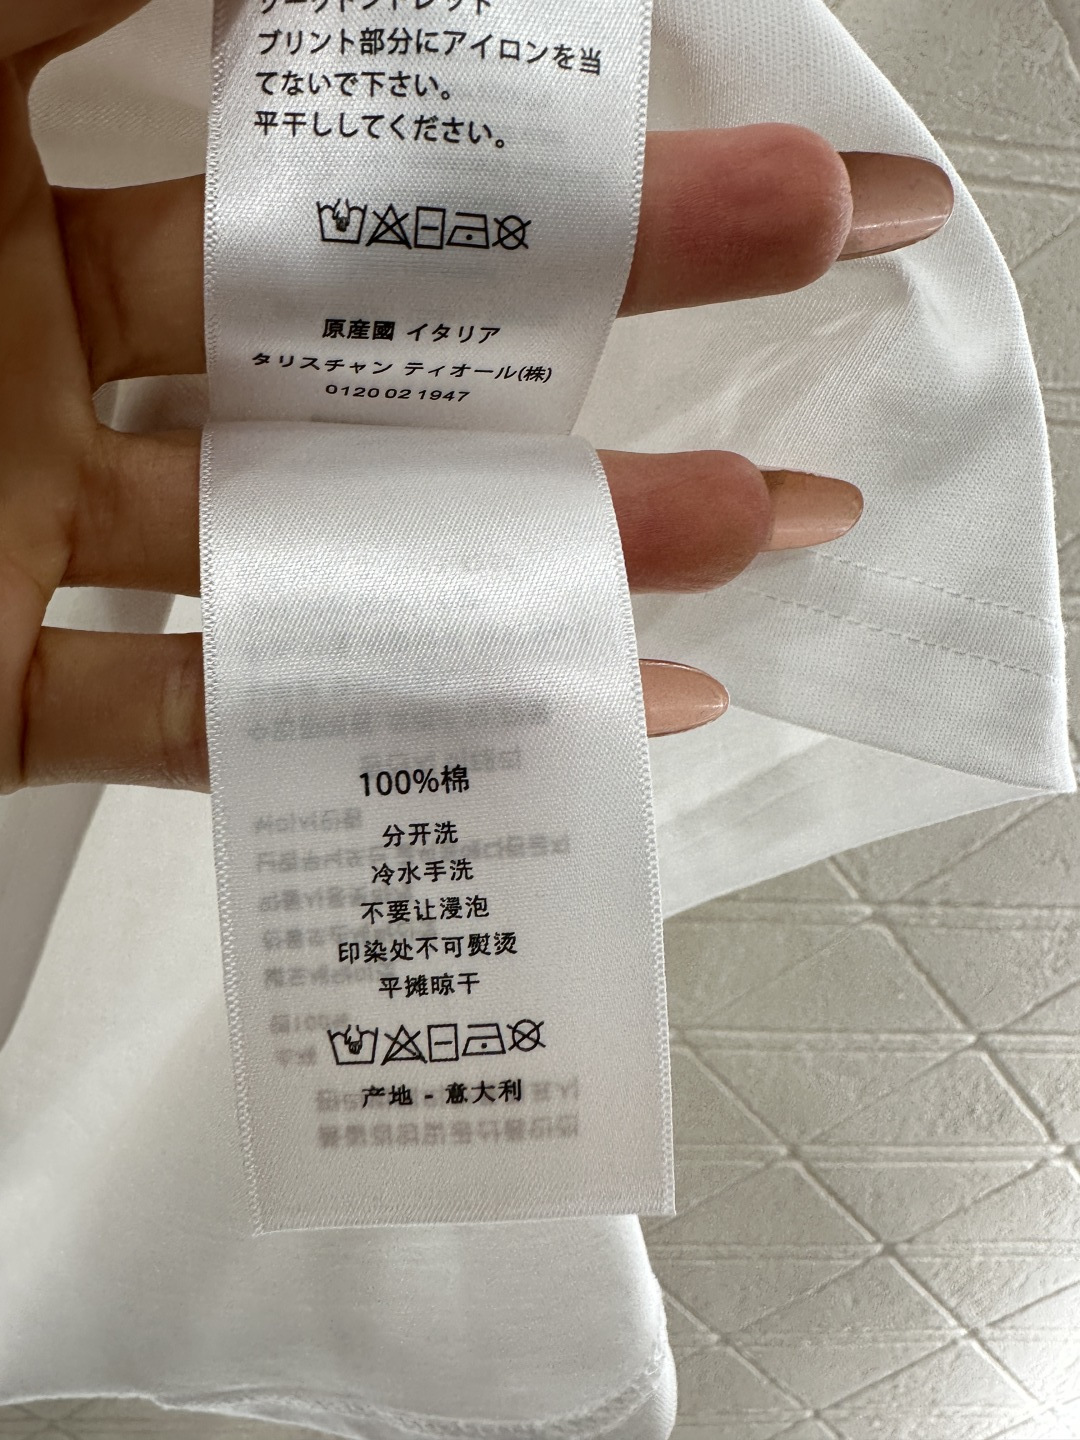 プリント部分にアイロンを当
てないで下さい。
平干ししてください。
原産國 イタリア
タリスチャン ティオール(株)
0120 02 1947
100%棉
分开洗
冷水手洗
不要让浸泡
印染处不可熨烫
平摊晾干
产地 - 意大利